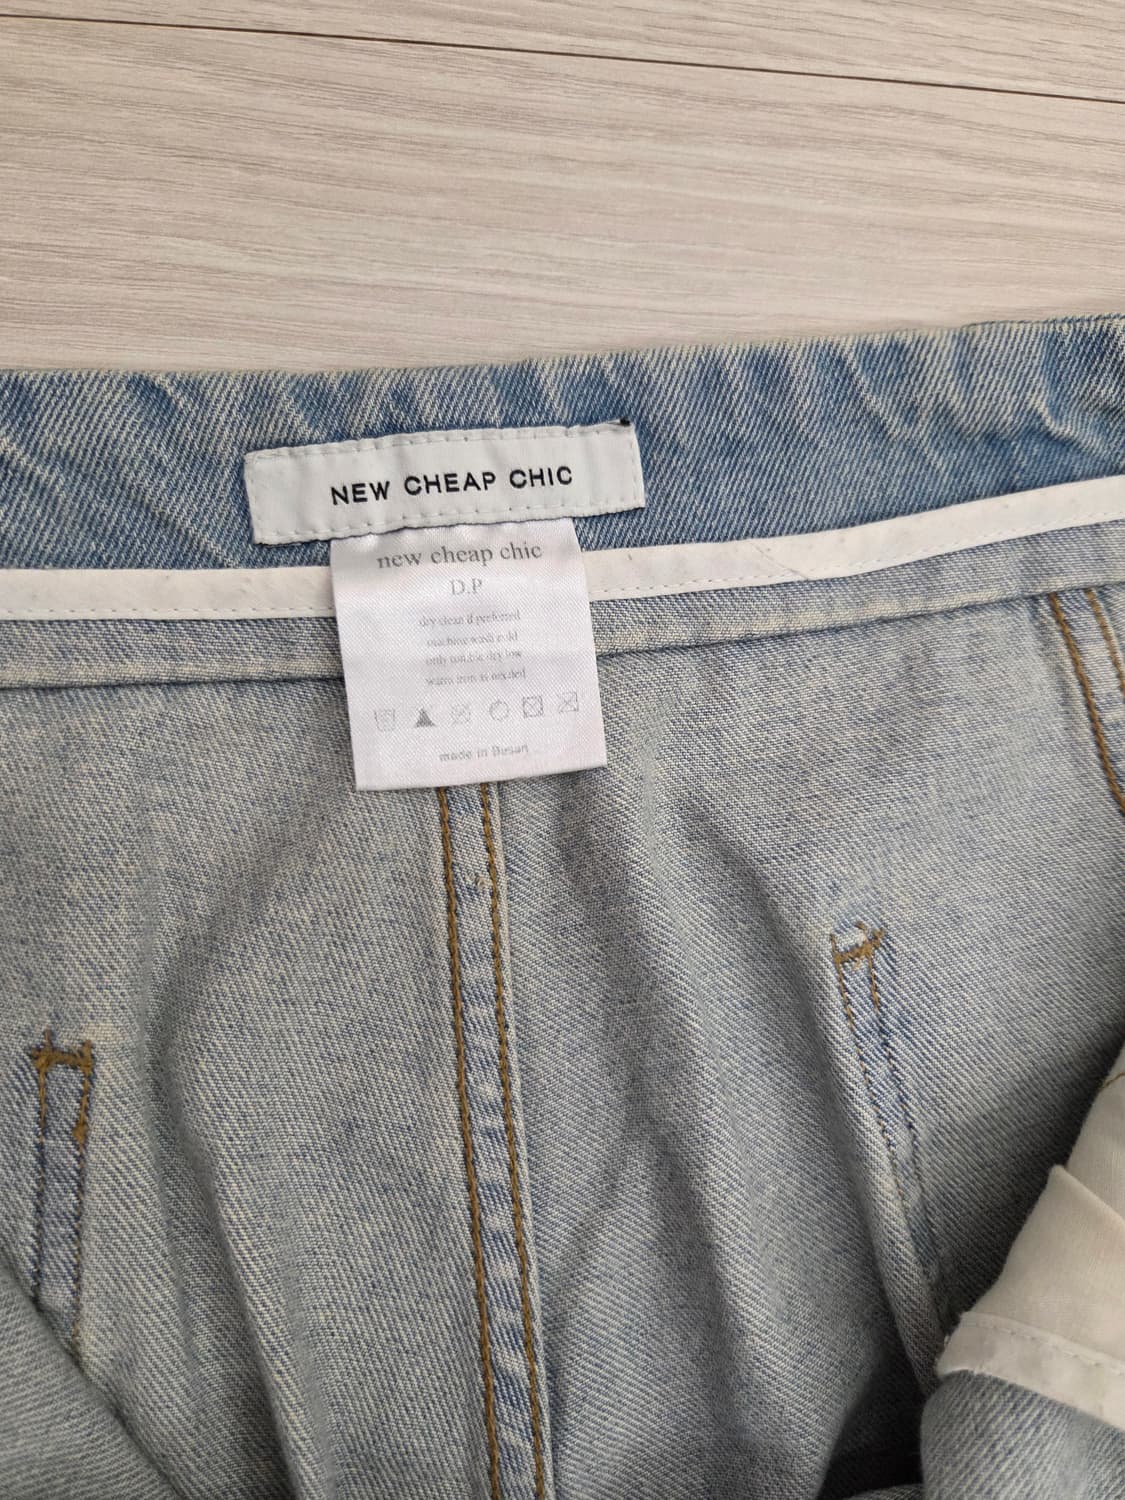 NEW CHEAP CHIC
new cheap chic
D.P
dry clean if preferred
machine wash cold
only tumble dry low
warm iron as needed
made in Busan